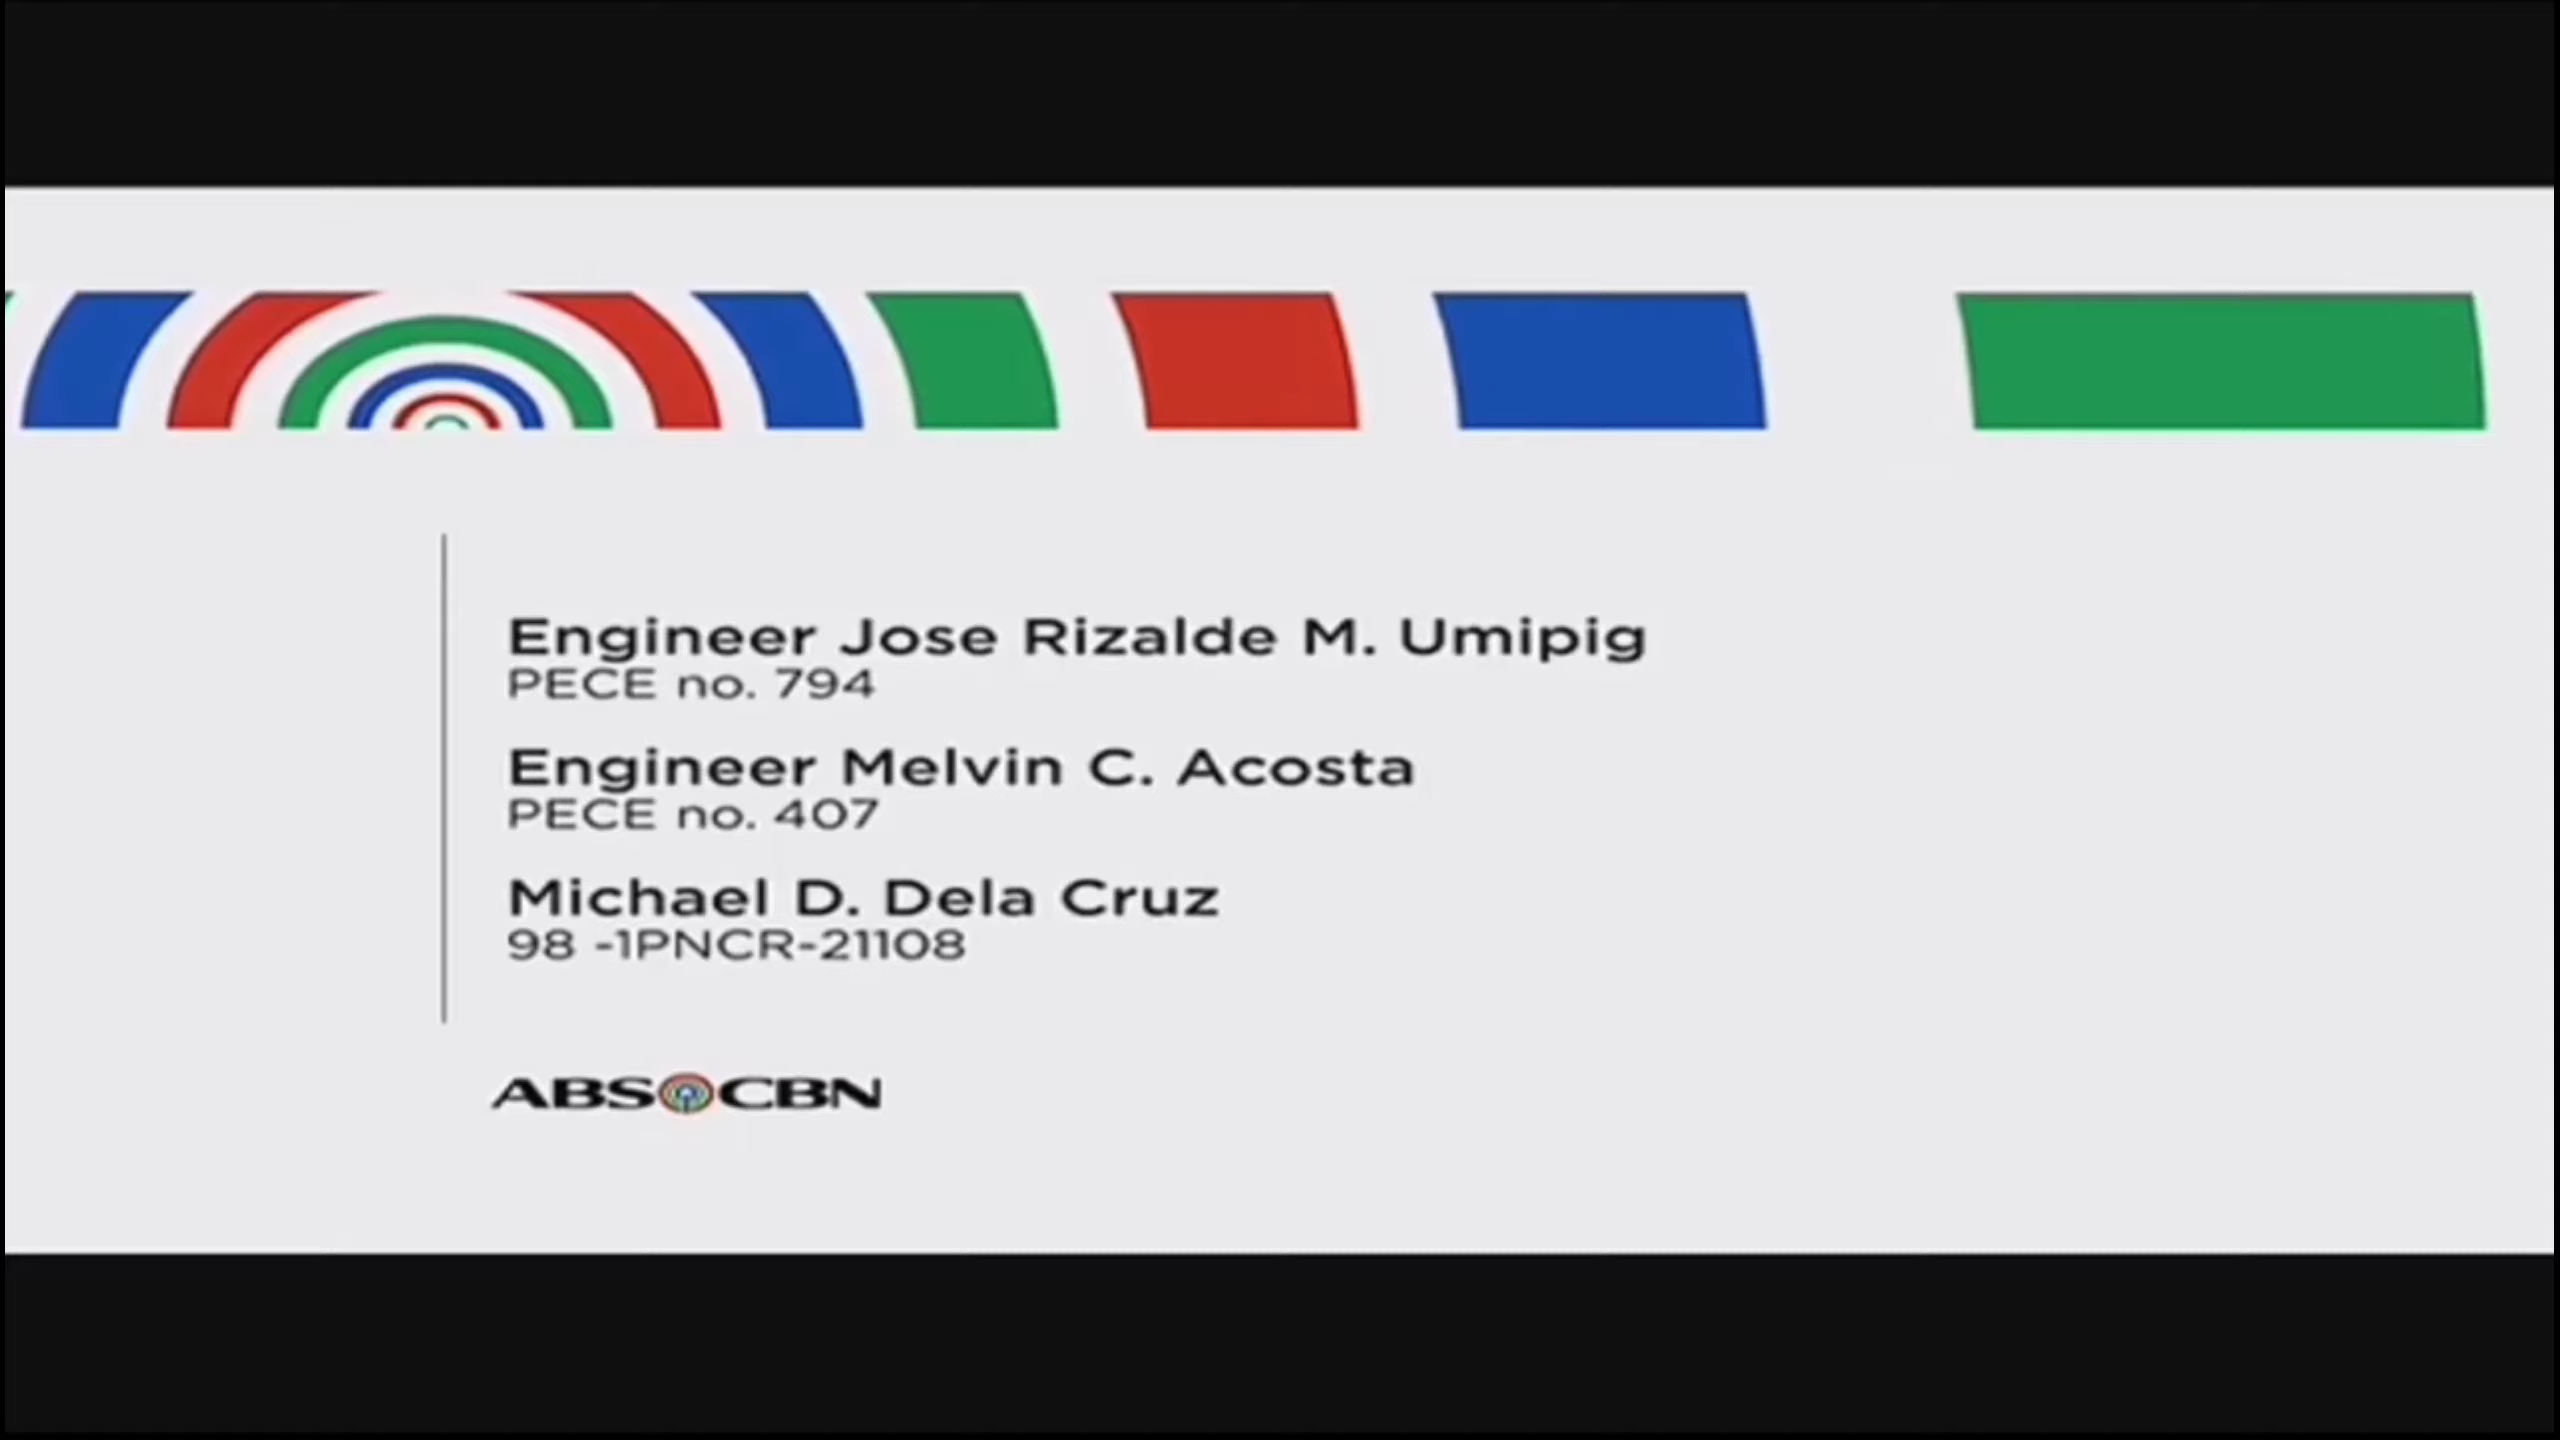 Engineer Jose Rizalde M. Umipig
PECE no. 794
Engineer Melvin C. Acosta
PECE no. 407
Michael D. Dela Cruz
98 -1PNCR-21108
ABS CBN